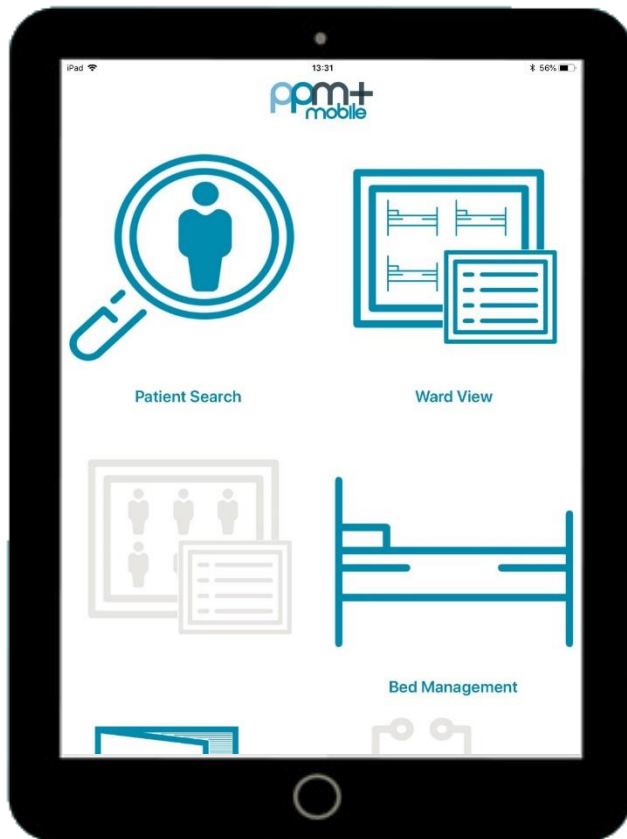 iPad 13:31 56%
ppm+
mobile
Patient Search Ward View
Bed Management